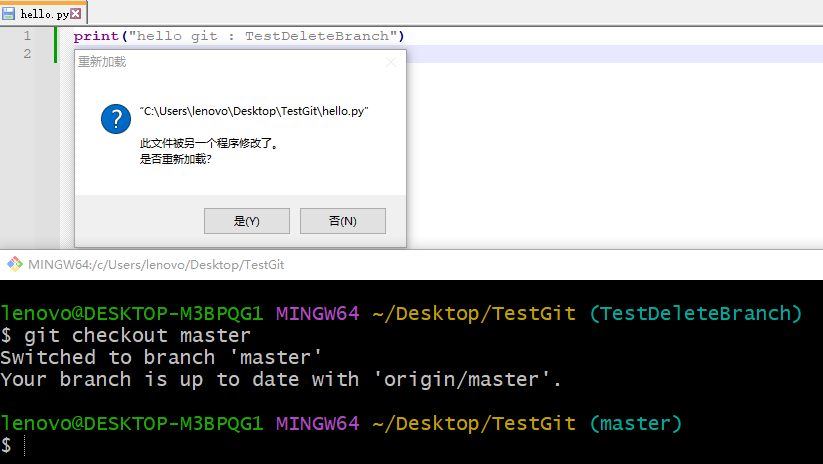 hello.py
1 print("hello git : TestDeleteBranch")
2
重新加载
"C:\Users\lenovo\Desktop\TestGit\hello.py"
此文件被另一个程序修改了。
是否重新加载?
是(Y) 否(N)
MINGW64:/c/Users/lenovo/Desktop/TestGit
lenovo@DESKTOP-M3BPQG1 MINGW64 ~/Desktop/TestGit (TestDeleteBranch)
$ git checkout master
Switched to branch 'master'
Your branch is up to date with 'origin/master'.
lenovo@DESKTOP-M3BPQG1 MINGW64 ~/Desktop/TestGit (master)
$